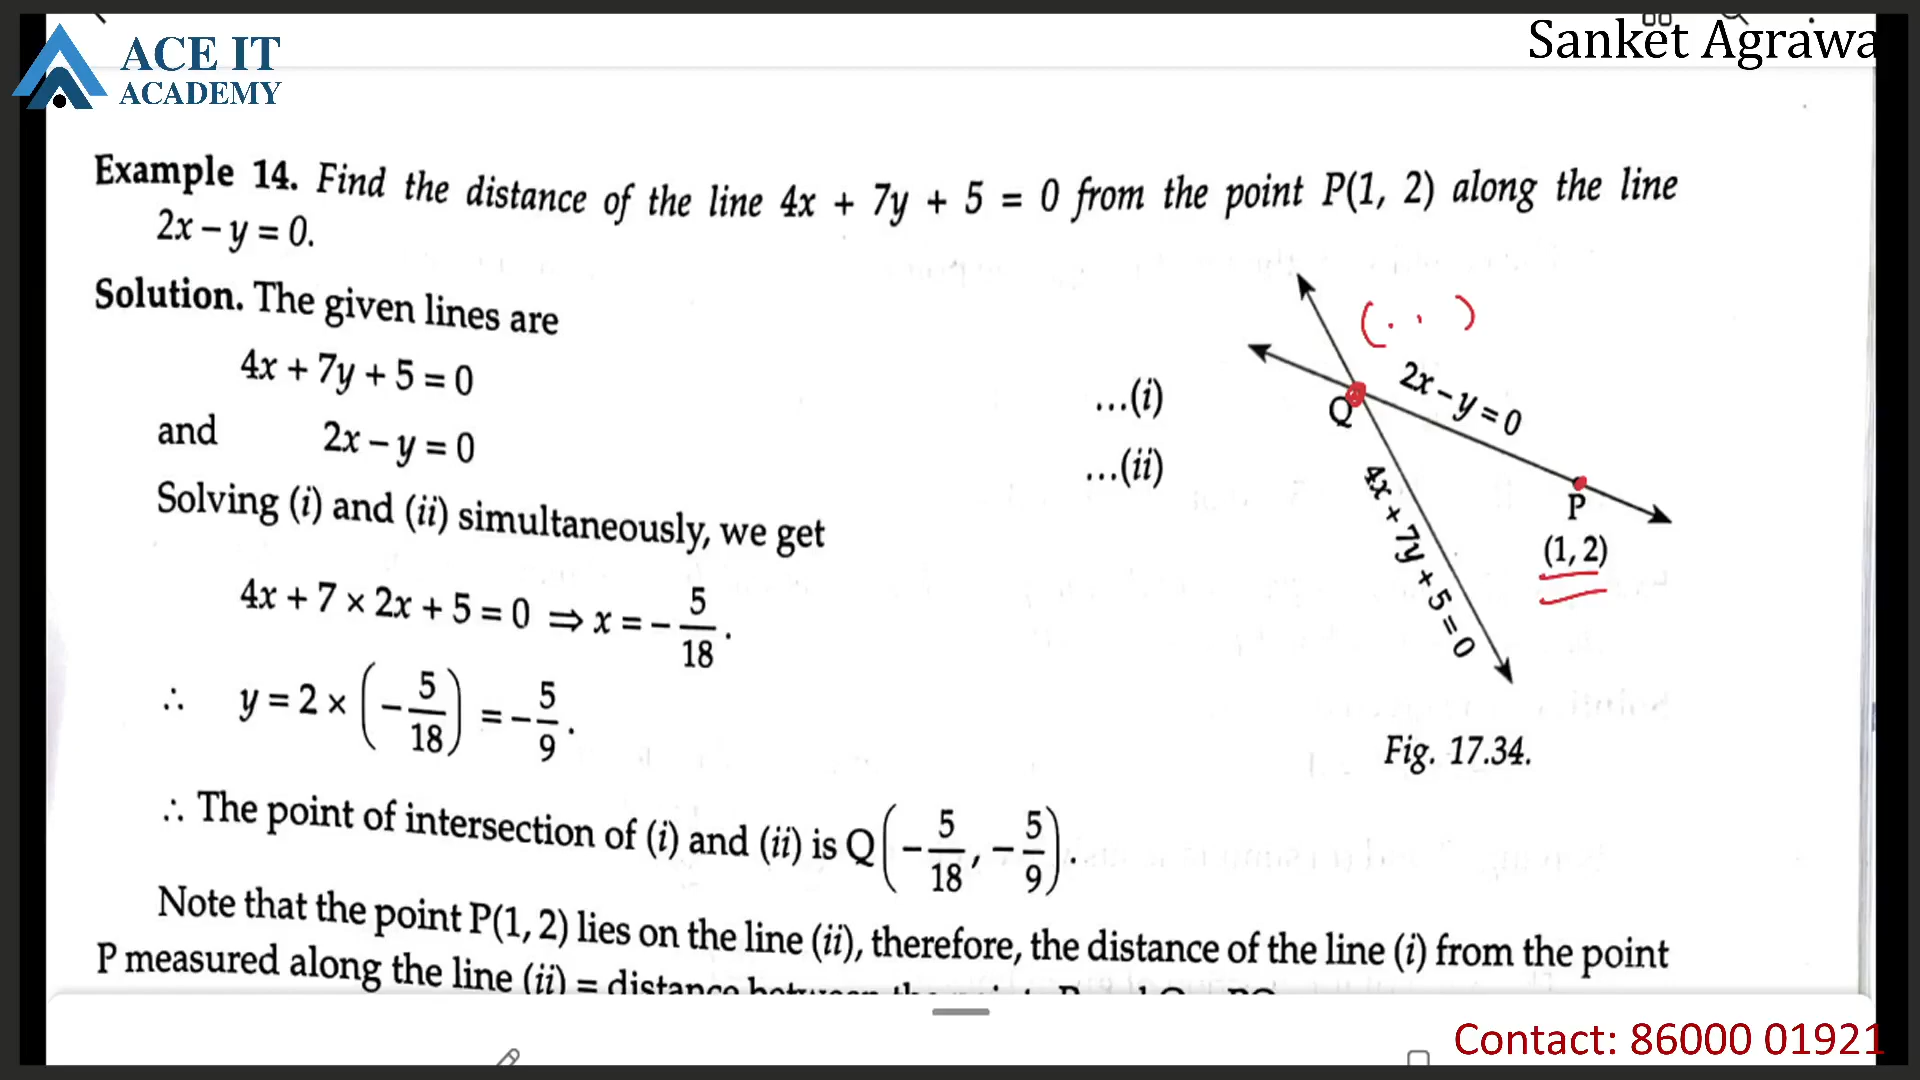 ACE IT
ACADEMY
Sanket Agrawa
Example 14. Find the distance of the line 4x + 7y + 5 = 0 from the point P(1, 2) along the line
2x – y = 0.
Solution. The given lines are
4x + 7y + 5 = 0 ...(i)
and 2x – y = 0 ...(ii)
Solving (i) and (ii) simultaneously, we get
4x + 7 × 2x + 5 = 0 ⇒ x = – 5/18.
∴ y = 2 × (– 5/18) = – 5/9.
∴ The point of intersection of (i) and (ii) is Q(– 5/18, – 5/9).
Note that the point P(1, 2) lies on the line (ii), therefore, the distance of the line (i) from the point
P measured along the line (ii) = distance between the
(. . )
2x – y = 0
Q
P
(1, 2)
4x + 7y + 5 = 0
Fig. 17.34.
Contact: 86000 01921